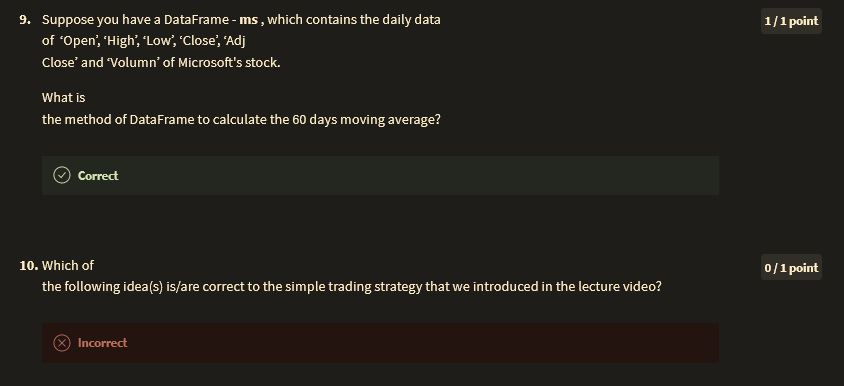 9. Suppose you have a DataFrame - ms , which contains the daily data
1 / 1 point
of ‘Open’, ‘High’, ‘Low’, ‘Close’, ‘Adj
Close’ and ‘Volumn’ of Microsoft's stock.
What is
the method of DataFrame to calculate the 60 days moving average?
Correct
10. Which of
0 / 1 point
the following idea(s) is/are correct to the simple trading strategy that we introduced in the lecture video?
Incorrect